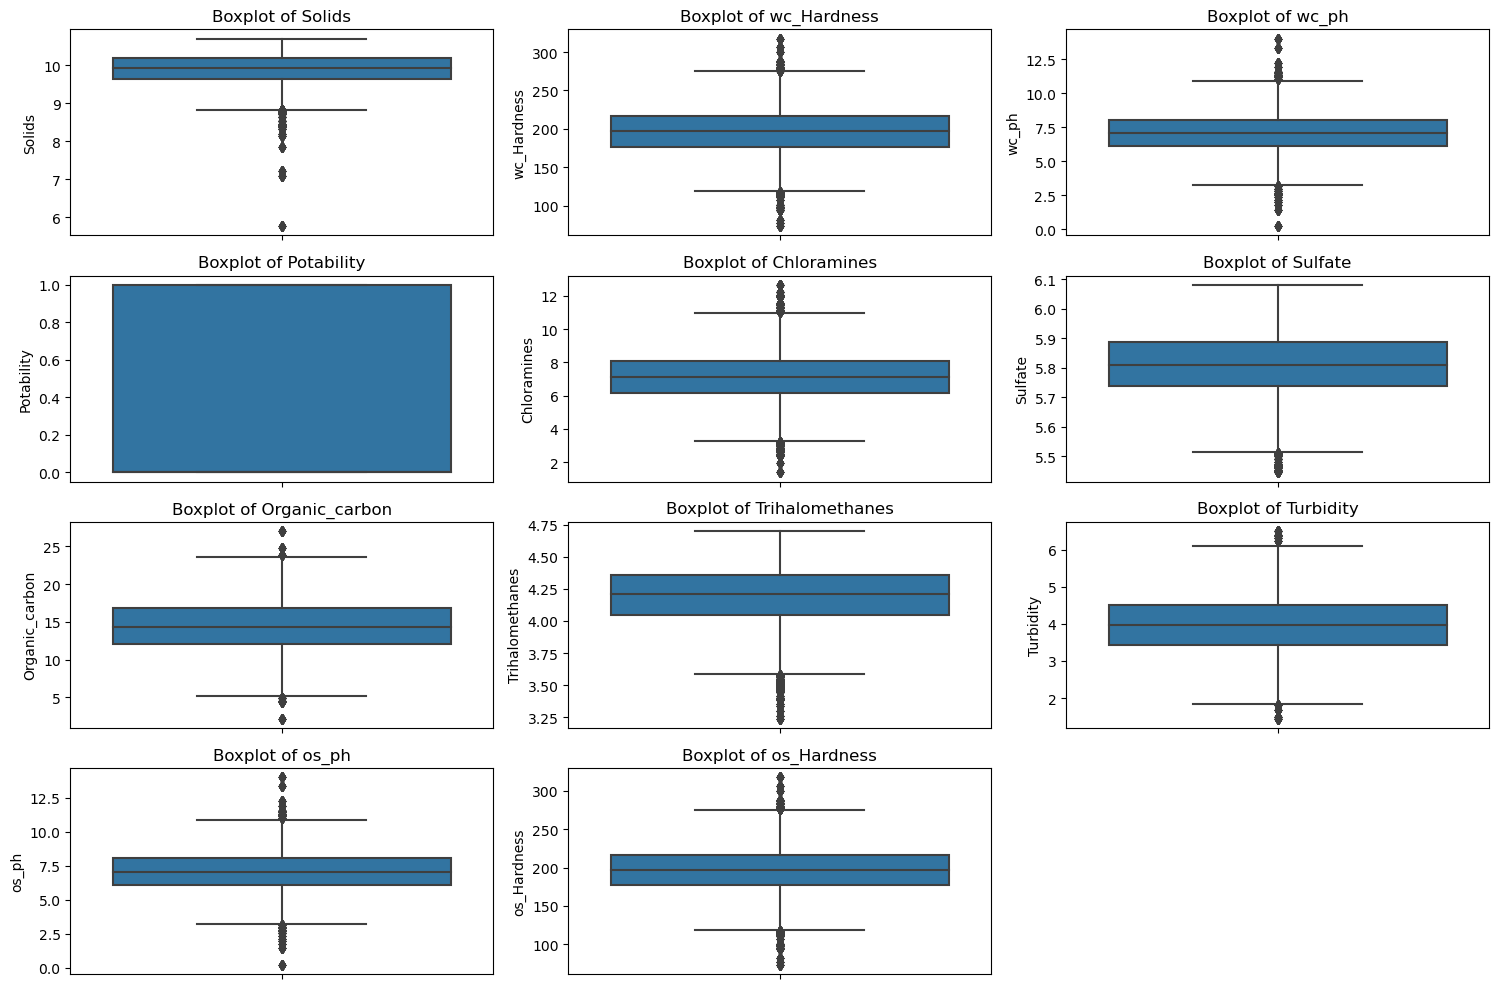 Boxplot of Solids
Solids
10
9
8
7
6
Boxplot of wc_Hardness
wc_Hardness
300
250
200
150
100
Boxplot of wc_ph
wc_ph
12.5
10.0
7.5
5.0
2.5
0.0
Boxplot of Potability
Potability
1.0
0.8
0.6
0.4
0.2
0.0
Boxplot of Chloramines
Chloramines
12
10
8
6
4
2
Boxplot of Sulfate
Sulfate
6.1
6.0
5.9
5.8
5.7
5.6
5.5
Boxplot of Organic_carbon
Organic_carbon
25
20
15
10
5
Boxplot of Trihalomethanes
Trihalomethanes
4.75
4.50
4.25
4.00
3.75
3.50
3.25
Boxplot of Turbidity
Turbidity
6
5
4
3
2
Boxplot of os_ph
os_ph
12.5
10.0
7.5
5.0
2.5
0.0
Boxplot of os_Hardness
os_Hardness
300
250
200
150
100